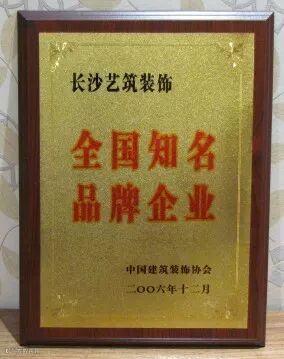 长沙艺筑装饰
全国知名
品牌企业
中国建筑装饰协会
二〇〇六年十二月